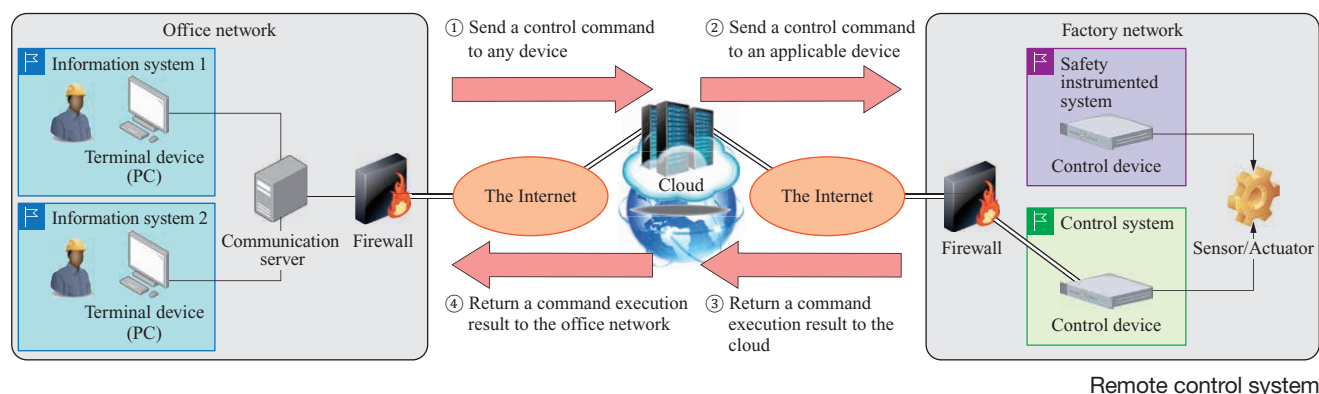 Office network
Information system 1
Terminal device
(PC)
Information system 2
Terminal device
(PC)
Communication
server
Firewall
① Send a control command
to any device
② Send a control command
to an applicable device
The Internet
Cloud
The Internet
④ Return a command execution
result to the office network
③ Return a command
execution result to the
cloud
Factory network
Safety
instrumented
system
Control device
Firewall
Control system
Control device
Sensor/Actuator
Remote control system